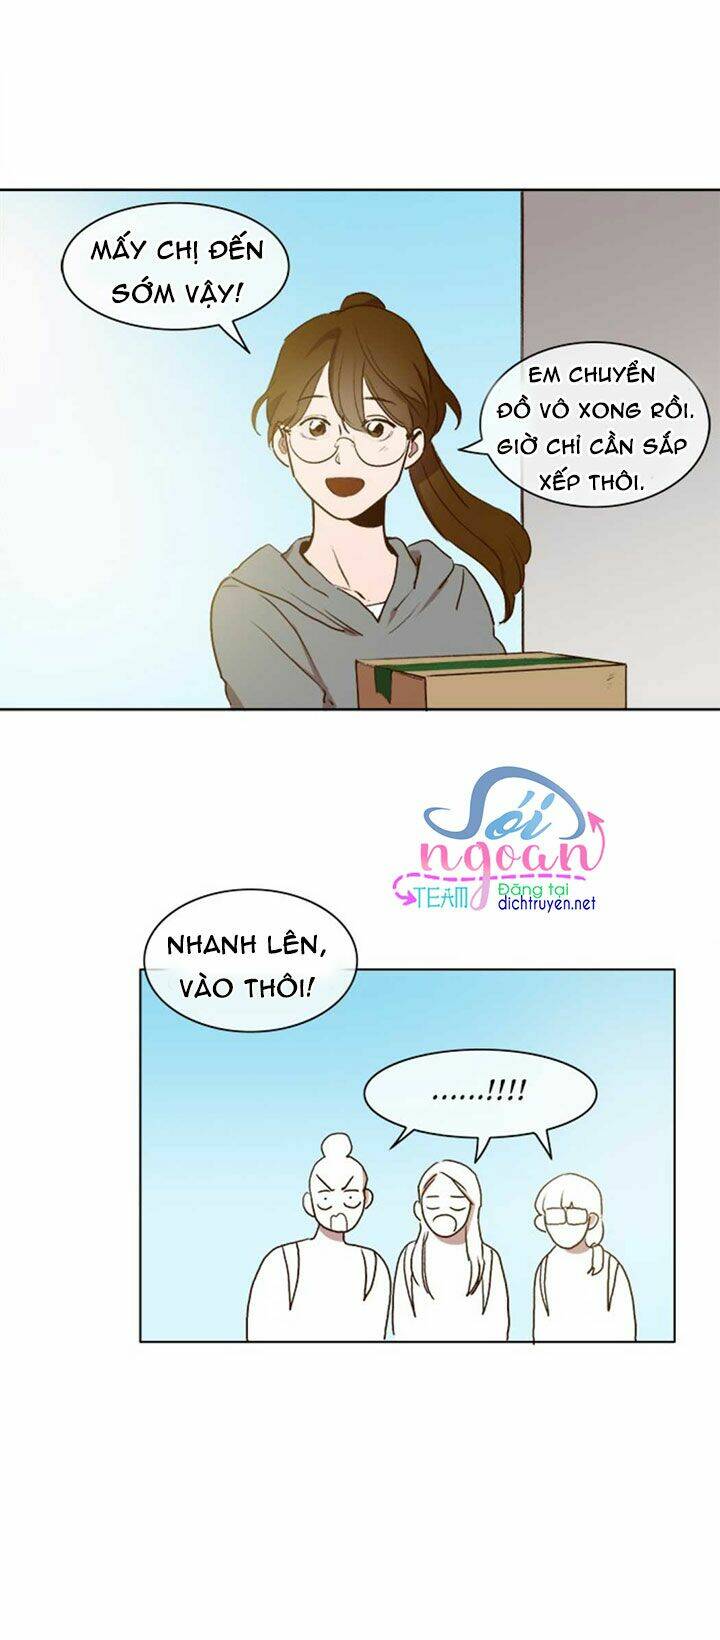 MẤY CHỊ ĐẾN
SỚM VẬY!
EM CHUYỂN
ĐỒ VÔ XONG RỒI.
GIỜ CHỈ CẦN SẮP
XẾP THÔI.
Sói
ngoan
TEAM
Đăng tại
dichtruyen.net
NHANH LÊN,
VÀO THÔI!
......!!!!